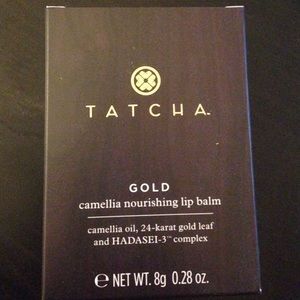 TATCHA™
GOLD
camellia nourishing lip balm
camellia oil, 24-karat gold leaf
and HADASEI-3™ complex
℮ NET WT. 8g 0.28 oz.